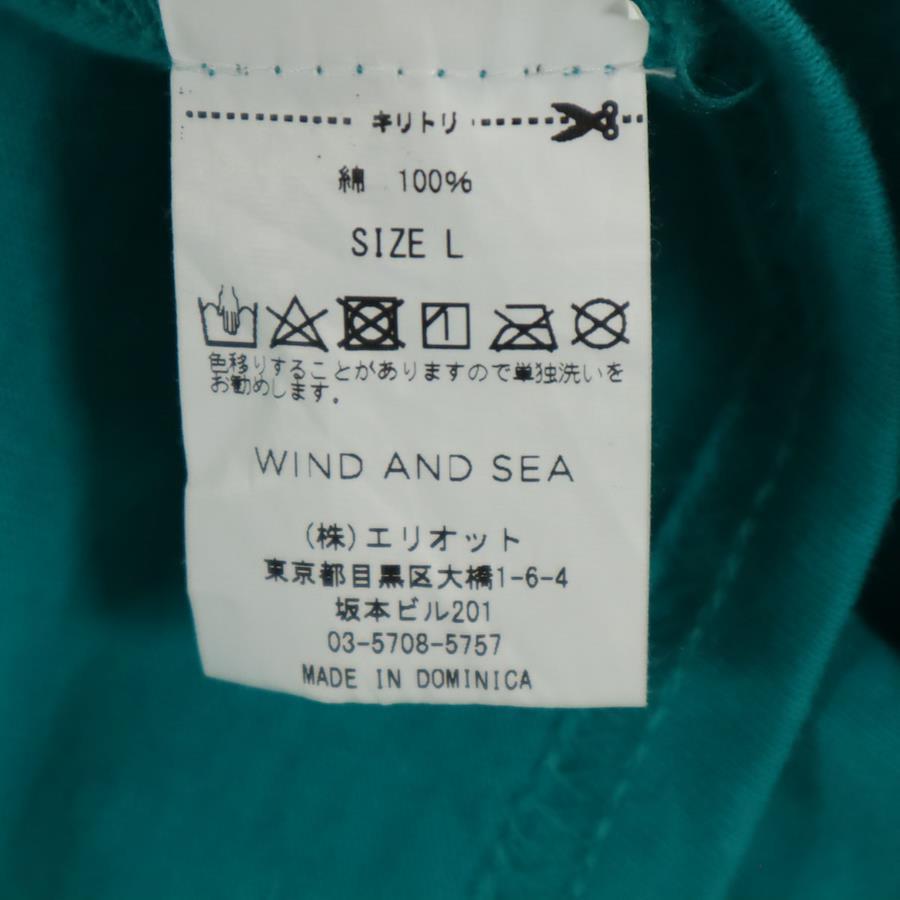 キリトリ
綿 100%
SIZE L
色移りすることがありますので単独洗いを
お勧めします。
WIND AND SEA
(株)エリオット
東京都目黒区大橋1-6-4
坂本ビル201
03-5708-5757
MADE IN DOMINICA